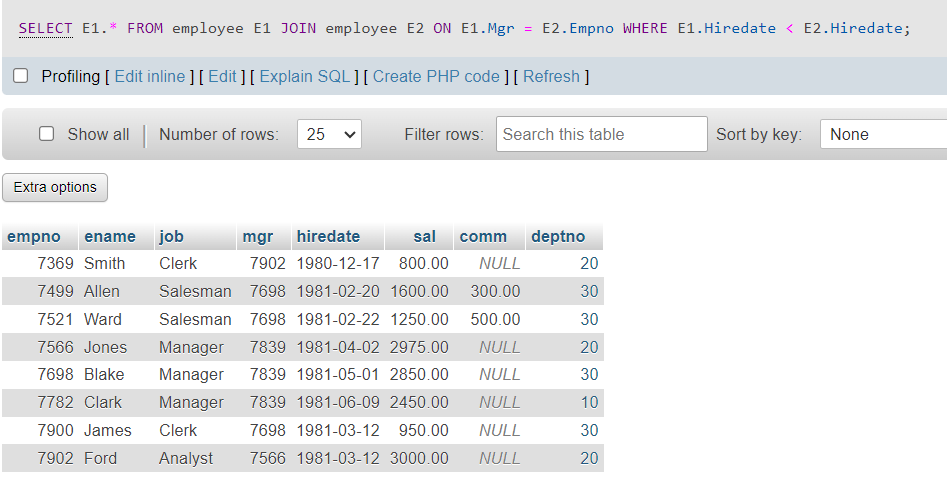 SELECT E1.* FROM employee E1 JOIN employee E2 ON E1.Mgr = E2.Empno WHERE E1.Hiredate < E2.Hiredate;
Profiling [ Edit inline ] [ Edit ] [ Explain SQL ] [ Create PHP code ] [ Refresh ]
Show all Number of rows: 25 Filter rows: Search this table Sort by key: None
Extra options
empno ename job mgr hiredate sal comm deptno
7369 Smith Clerk 7902 1980-12-17 800.00 NULL 20
7499 Allen Salesman 7698 1981-02-20 1600.00 300.00 30
7521 Ward Salesman 7698 1981-02-22 1250.00 500.00 30
7566 Jones Manager 7839 1981-04-02 2975.00 NULL 20
7698 Blake Manager 7839 1981-05-01 2850.00 NULL 30
7782 Clark Manager 7839 1981-06-09 2450.00 NULL 10
7900 James Clerk 7698 1981-03-12 950.00 NULL 30
7902 Ford Analyst 7566 1981-03-12 3000.00 NULL 20